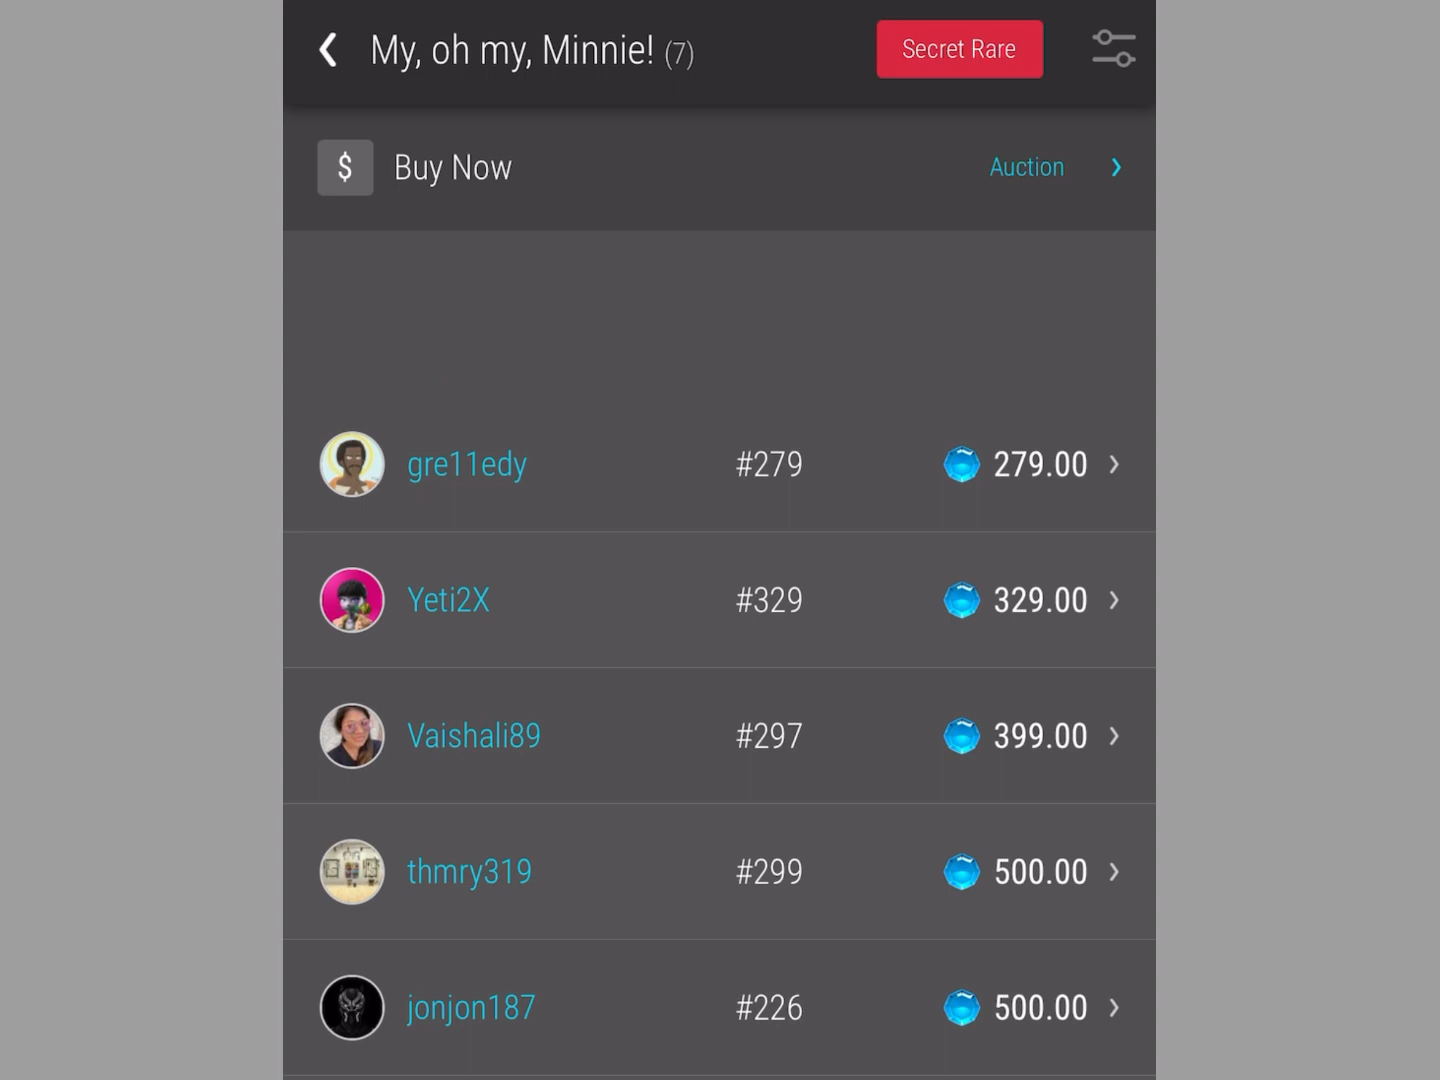 My, oh my, Minnie! (7) Secret Rare
$ Buy Now Auction
gre11edy #279 279.00
Yeti2X #329 329.00
Vaishali89 #297 399.00
thmry319 #299 500.00
jonjon187 #226 500.00